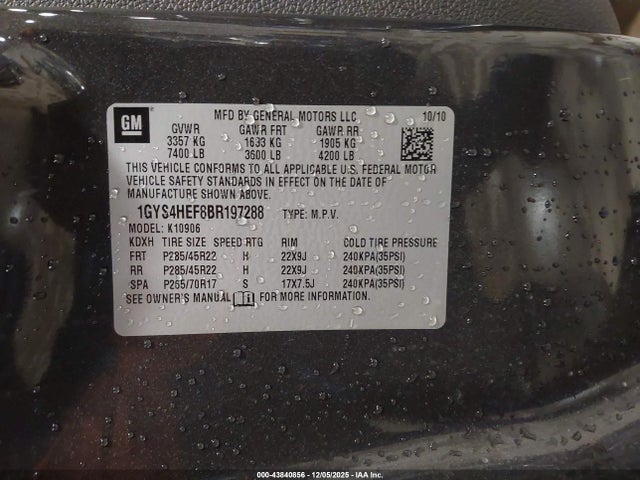 GM
MFD BY GENERAL MOTORS LLC 10/10
GVWR GAWR FRT GAWR RR
3357 KG 1633 KG 1905 KG
7400 LB 3600 LB 4200 LB
THIS VEHICLE CONFORMS TO ALL APPLICABLE U.S. FEDERAL MOTOR
VEHICLE SAFETY STANDARDS IN EFFECT ON THE DATE OF
MANUFACTURE SHOWN ABOVE.
1GYS4HEF8BR197288 TYPE: M.P.V.
MODEL: K10906
KDXH TIRE SIZE SPEED RTG RIM COLD TIRE PRESSURE
FRT P285/45R22 H 22X9J 240KPA(35PSI)
RR P285/45R22 H 22X9J 240KPA(35PSI)
SPA P265/70R17 S 17X7.5J 240KPA(35PSI)
SEE OWNER'S MANUAL FOR MORE INFORMATION.
000-43840856 - 12/05/2025 - IAA Inc.